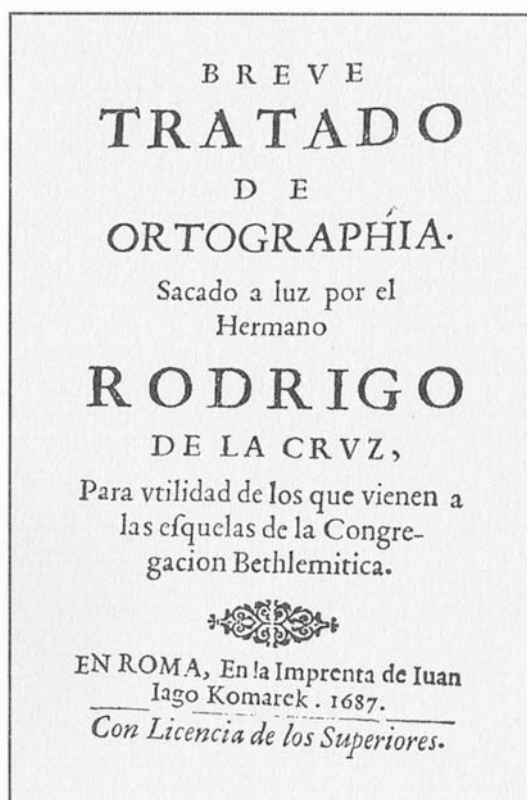 BREVE
TRATADO
DE
ORTOGRAPHIA.
Sacado a luz por el
Hermano
RODRIGO
DE LA CRVZ,
Para vtilidad de los que vienen a
las eſquelas de la Congre-
gacion Bethlemitica.
EN ROMA, En la Imprenta de Iuan
Iago Komarek. 1687.
Con Licencia de los Superiores.